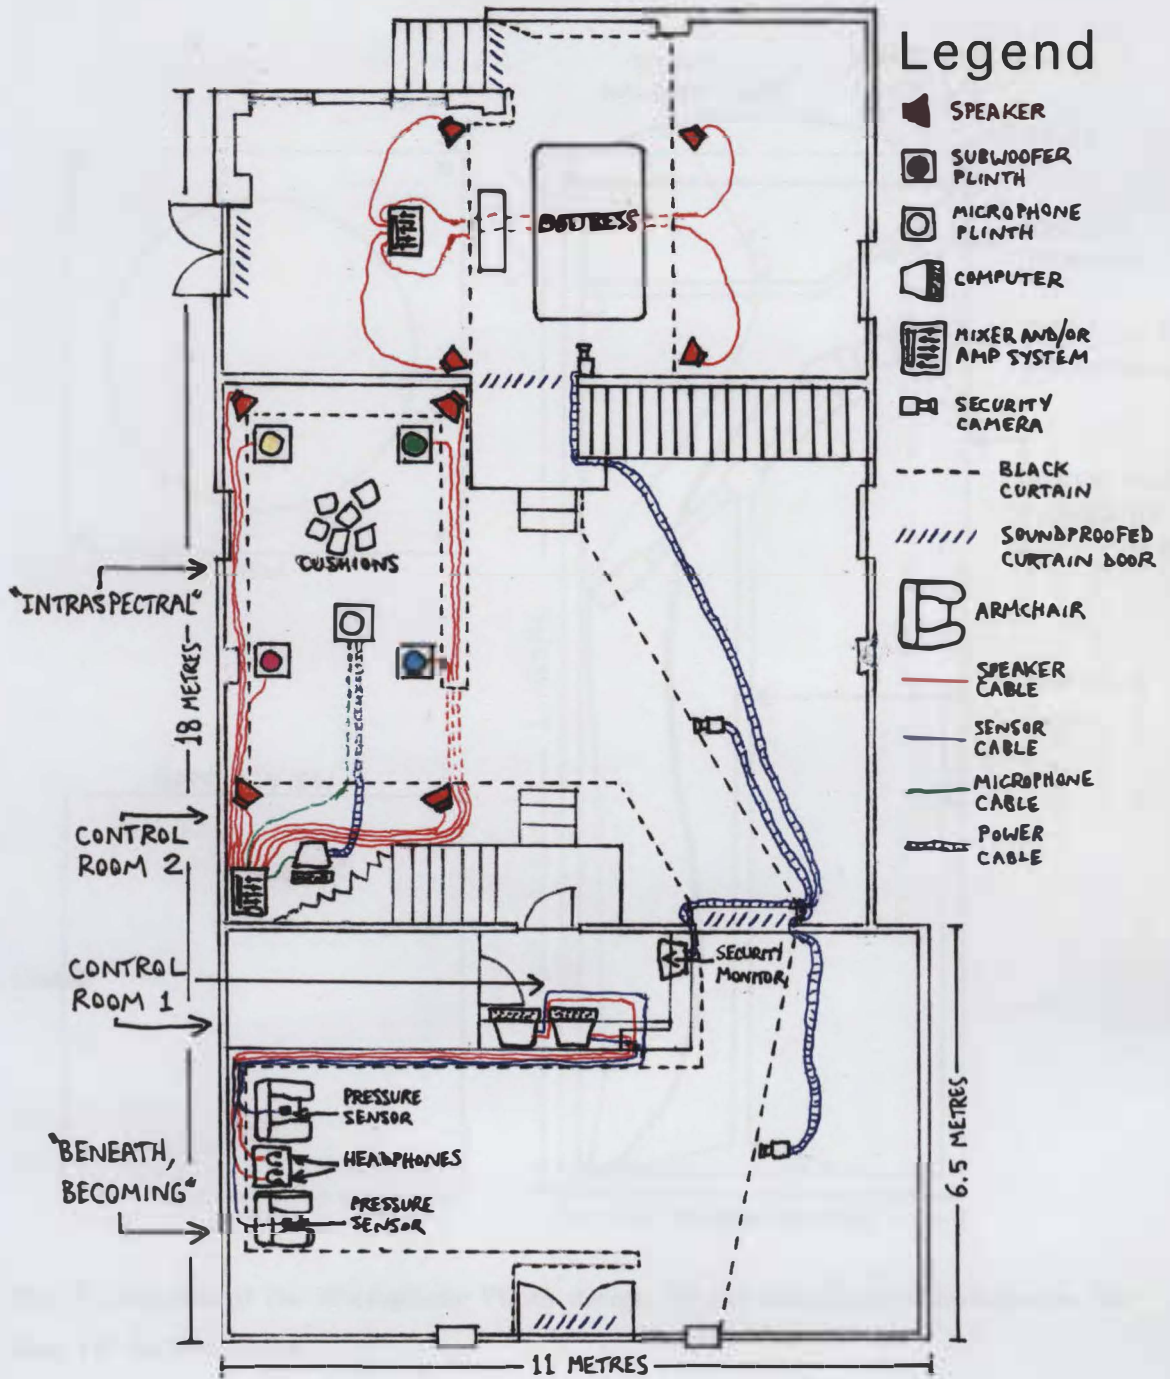 Legend
SPEAKER
SUBWOOFER
PLINTH
MICROPHONE
PLINTH
COMPUTER
MIXER AND/OR
AMP SYSTEM
SECURITY
CAMERA
BLACK
CURTAIN
SOUNDPROOFED
CURTAIN DOOR
ARMCHAIR
SPEAKER
CABLE
SENSOR
CABLE
MICROPHONE
CABLE
POWER
CABLE
CUSHIONS
"INTRASPECTRAL"
18 METRES
CONTROL
ROOM 2
CONTROL
ROOM 1
SECURITY
MONITOR
PRESSURE
SENSOR
HEADPHONES
PRESSURE
SENSOR
"BENEATH,
BECOMING"
6.5 METRES
11 METRES